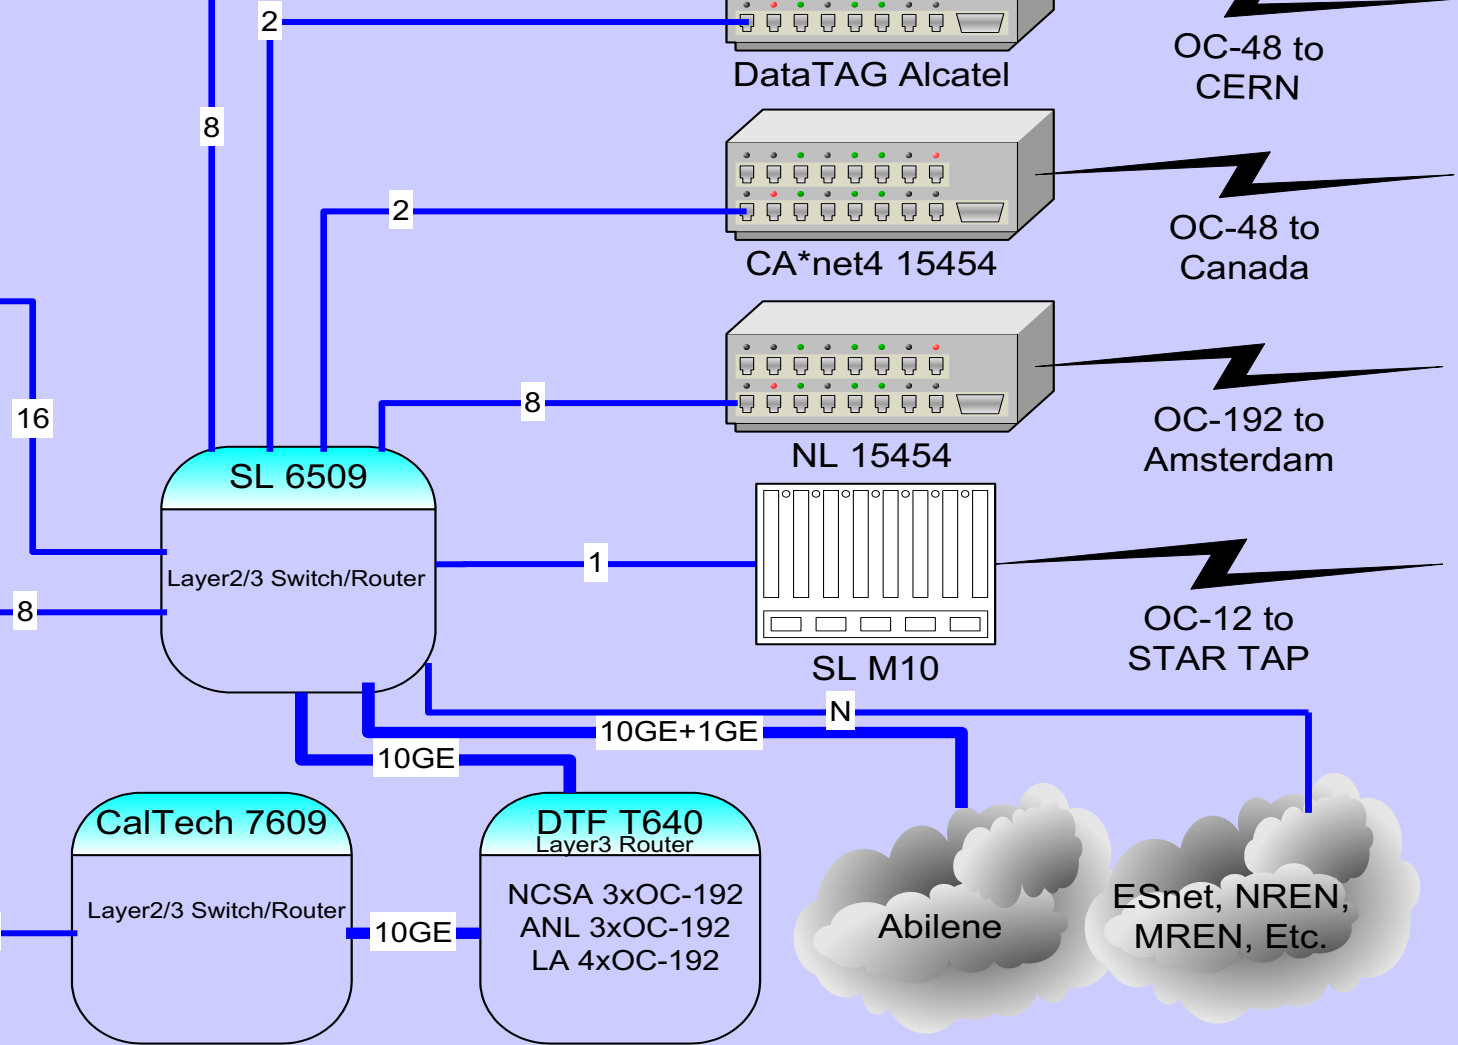 2
DataTAG Alcatel
OC-48 to
CERN
8
2
CA*net4 15454
OC-48 to
Canada
16
8
NL 15454
OC-192 to
Amsterdam
SL 6509
Layer2/3 Switch/Router
8
1
SL M10
OC-12 to
STAR TAP
N
10GE+1GE
10GE
CalTech 7609
Layer2/3 Switch/Router
10GE
DTF T640
Layer3 Router
NCSA 3xOC-192
ANL 3xOC-192
LA 4xOC-192
Abilene
ESnet, NREN,
MREN, Etc.